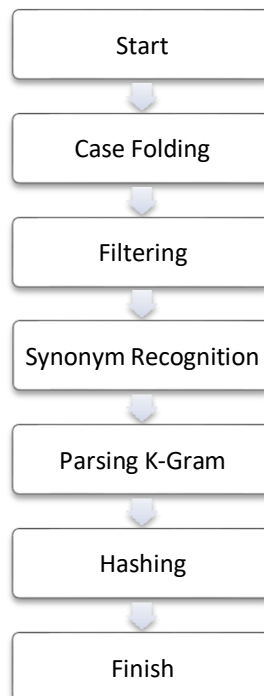 Start
Case Folding
Filtering
Synonym Recognition
Parsing K-Gram
Hashing
Finish